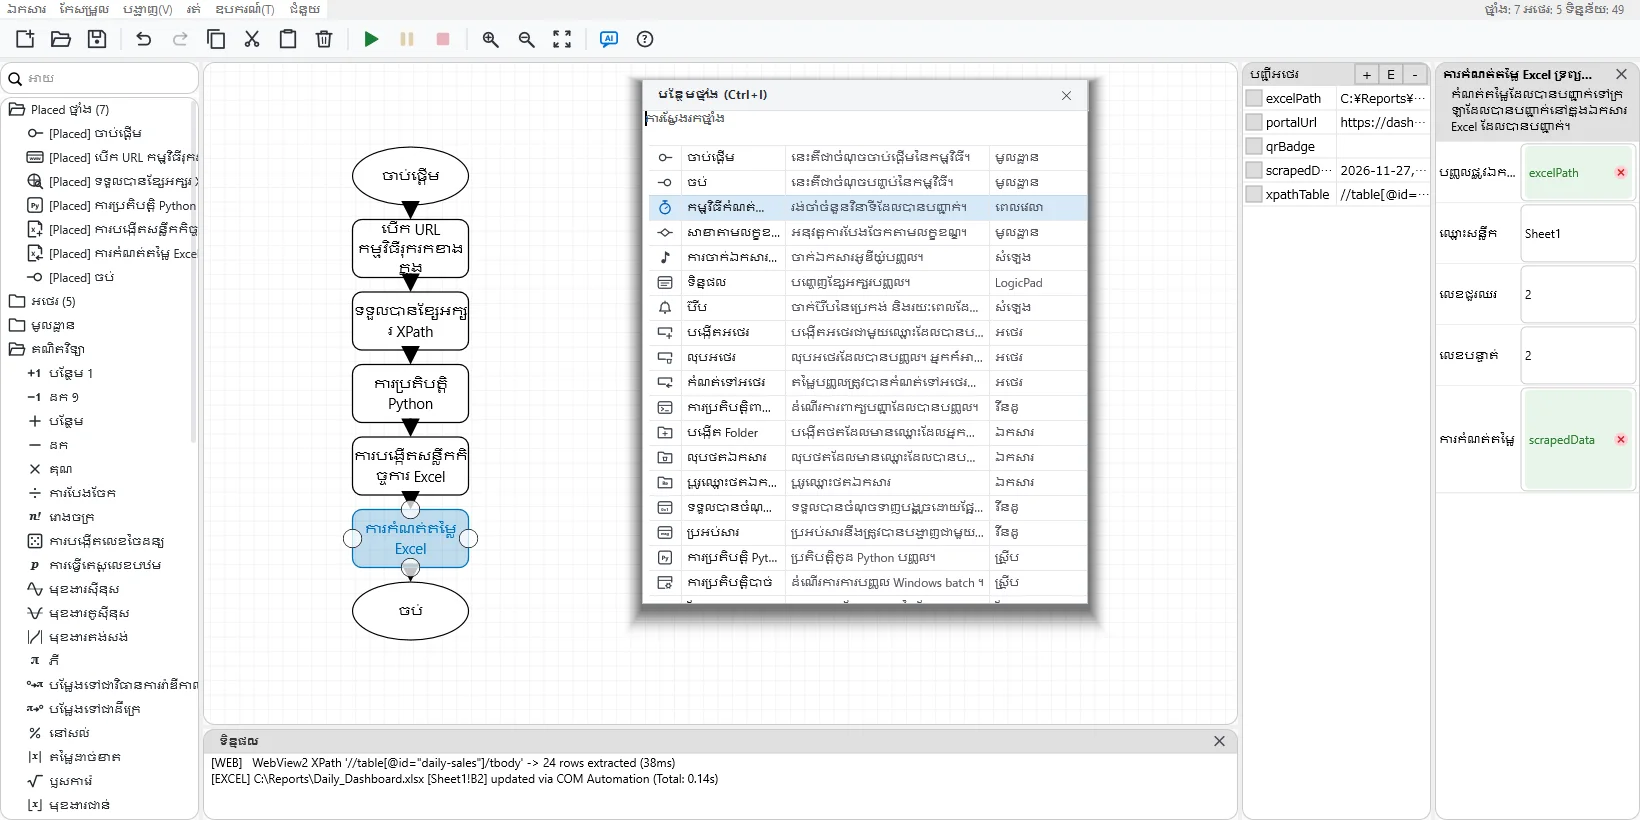 ឯកសារ កែសម្រួល បង្ហាញ(V) រត់ ឧបករណ៍(T) ជំនួយ
ផ្ទាំង: 7 អថេរ: 5 ទិន្នន័យ: 49
AI
អាយ
Placed ថ្នាំង (7)
[Placed] ចាប់ផ្ដើម
[Placed] បើក URL កម្មវិធីរុករ
[Placed] ទទួលបានខ្សែអក្សរ X
[Placed] ការប្រតិបត្តិ Python
[Placed] ការបង្កើតសន្លឹកកិច្ច
[Placed] ការកំណត់តម្លៃ Exce
[Placed] ចប់
អថេរ (5)
មូលដ្ឋាន
គណិតវិទ្យា
+1 បន្ថែម 1
−1 ដក ១
បន្ថែម
ដក
គុណ
ការបែងចែក
n! រោងចក្រ
ការបង្កើតលេខចៃដន្យ
p ការធ្វើតេស្តលេខបឋម
មុខងារស៊ីនុស
មុខងារកូស៊ីនុស
មុខងារតង់សង់
π ភី
បម្លែងទៅជាវិធានការរ៉ាឌីកាល
បម្លែងទៅជាដឺក្រេ
% នៅសល់
|x| តម្លៃដាច់ខាត
ឫសការ៉េ
មុខងារជាន់
ចាប់ផ្ដើម
បើក URL
កម្មវិធីរុករកខាង
ក្នុង
ទទួលបានខ្សែអក្ស
រ XPath
ការប្រតិបត្តិ
Python
ការបង្កើតសន្លឹកកិ
ច្ចការ Excel
ការកំណត់តម្លៃ
Excel
ចប់
បន្ថែមថ្នាំង (Ctrl+I)
ការស្វែងរកថ្នាំង
ចាប់ផ្ដើម នេះគឺជាចំណុចចាប់ផ្ដើមនៃកម្មវិធី។ មូលដ្ឋាន
ចប់ នេះគឺជាចំណុចបញ្ចប់នៃកម្មវិធី។ មូលដ្ឋាន
កម្មវិធីកំណត់... រង់ចាំចំនួនវិនាទីដែលបានបញ្ជាក់។ ពេលវេលា
សាខាតាមលក្ខខ... អនុវត្តការបែងចែកតាមលក្ខខណ្ឌ។ មូលដ្ឋាន
ការចាក់ឯកសារ... ចាក់ឯកសារអូឌីយ៉ូបញ្ចូល។ សំឡេង
ទិន្នផល បញ្ចេញខ្សែអក្សរបញ្ចូល។ LogicPad
ប៊ីប ចាក់ប៊ីបនៃប្រេកង់ និងរយៈពេលដែ... សំឡេង
បង្កើតអថេរ បង្កើតអថេរជាមួយឈ្មោះដែលបានប... អថេរ
លុបអថេរ លុបអថេរដែលបានបញ្ចូល។ អ្នកក៏អា... អថេរ
កំណត់ទៅអថេរ តម្លៃបញ្ចូលត្រូវបានកំណត់ទៅអថេរ... អថេរ
ការប្រតិបត្តិពា... ដំណើរការពាក្យបញ្ជាដែលបានបញ្ចូល។ វីនដូ
បង្កើត Folder បង្កើតថតដែលមានឈ្មោះដែលអ្នក... ឯកសារ
លុបថតឯកសារ លុបថតដែលមានឈ្មោះដែលបានប... ឯកសារ
ប្ដូរឈ្មោះថតឯក... ប្ដូរឈ្មោះថតឯកសារ ឯកសារ
ទទួលបានចំណុ... ទទួលបានចំណុចទាញបង្អួចដោយផ្អែ... វីនដូ
ប្រអប់សារ ប្រអប់សារនឹងត្រូវបានបង្ហាញជាមួយ... វីនដូ
ការប្រតិបត្តិ Pyt... ប្រតិបត្តិកូដ Python បញ្ចូល។ ស្គ្រីប
ការប្រតិបត្តិបាច់ ដំណើរការការបញ្ចូល Windows batch ។ ស្គ្រីប
ទិន្នផល
[WEB] WebView2 XPath '//table[@id="daily-sales"]/tbody' -> 24 rows extracted (38ms)
[EXCEL] C:\Reports\Daily_Dashboard.xlsx [Sheet1!B2] updated via COM Automation (Total: 0.14s)
បញ្ជីអថេរ + E -
excelPath C:¥Reports¥···
portalUrl https://dash···
qrBadge
scrapedD··· 2026-11-27,···
xpathTable //table[@id=···
ការកំណត់តម្លៃ Excel ទ្រព្យ...
កំណត់តម្លៃដែលបានបញ្ជាក់ទៅក្រ
ឡាដែលបានបញ្ជាក់នៅក្នុងឯកសារ
Excel ដែលបានបញ្ជាក់។
បញ្ចូលផ្លូវឯក... excelPath
ឈ្មោះសន្លឹក Sheet1
លេខជួរឈរ 2
លេខបន្ទាត់ 2
ការកំណត់តម្លៃ scrapedData